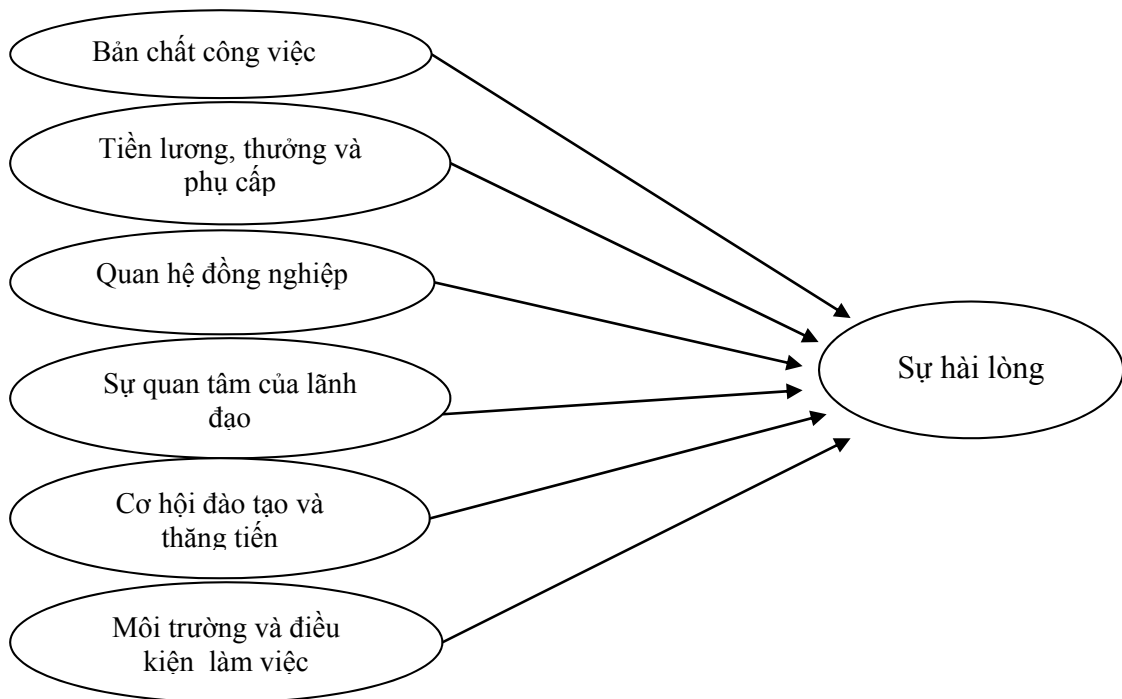 Bản chất công việc
Tiền lương, thưởng và
phụ cấp
Quan hệ đồng nghiệp
Sự quan tâm của lãnh
đạo
Cơ hội đào tạo và
thăng tiến
Môi trường và điều
kiện làm việc
Sự hài lòng